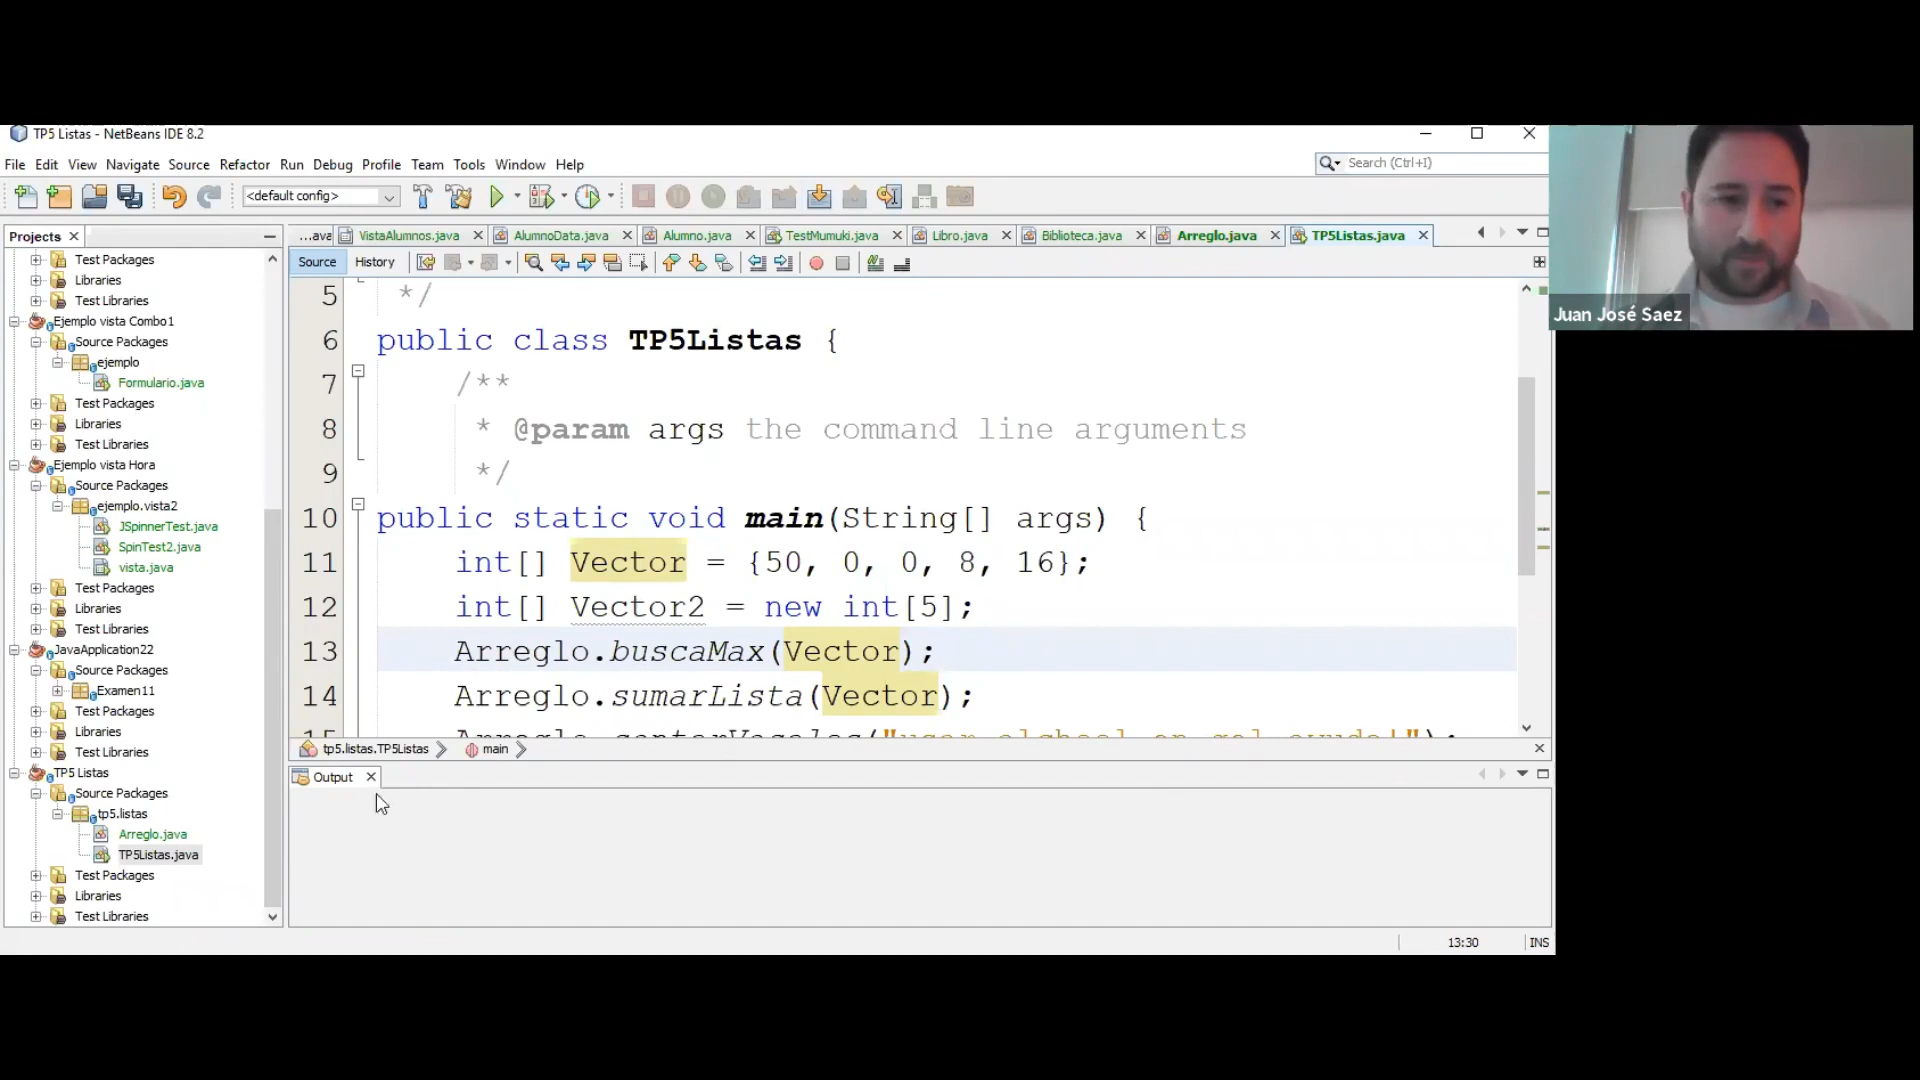 TP5 Listas - NetBeans IDE 8.2
File Edit View Navigate Source Refactor Run Debug Profile Team Tools Window Help
Search (Ctrl+I)
<default config>
Projects
...ava VistaAlumnos.java AlumnoData.java Alumno.java TestMumuki.java Libro.java Biblioteca.java Arreglo.java TP5Listas.java
Source History
Test Packages
Libraries
Test Libraries
Ejemplo vista Combo1
Source Packages
ejemplo
Formulario.java
Test Packages
Libraries
Test Libraries
Ejemplo vista Hora
Source Packages
ejemplo.vista2
JSpinnerTest.java
SpinTest2.java
vista.java
Test Packages
Libraries
Test Libraries
JavaApplication22
Source Packages
Examen11
Test Packages
Libraries
Test Libraries
TP5 Listas
Source Packages
tp5.listas
Arreglo.java
TP5Listas.java
Test Packages
Libraries
Test Libraries
5 */
6 public class TP5Listas {
7 /**
8 * @param args the command line arguments
9 */
10 public static void main(String[] args) {
11 int[] Vector = {50, 0, 0, 8, 16};
12 int[] Vector2 = new int[5];
13 Arreglo.buscaMax(Vector);
14 Arreglo.sumarLista(Vector);
tp5.listas.TP5Listas main
Output
13:30 INS
Juan José Saez